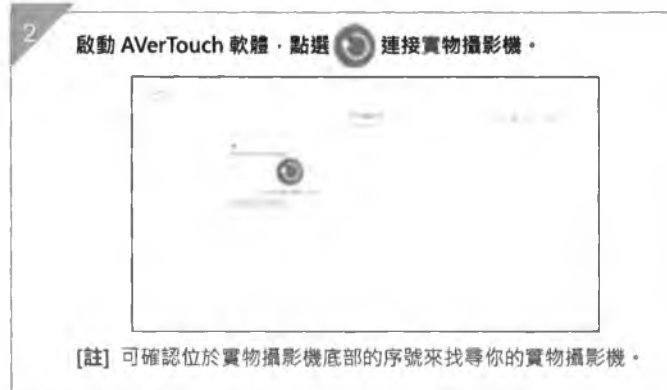 2
啟動 AVerTouch 軟體，點選 連接實物攝影機。
[註] 可確認位於實物攝影機底部的序號來找尋你的實物攝影機。